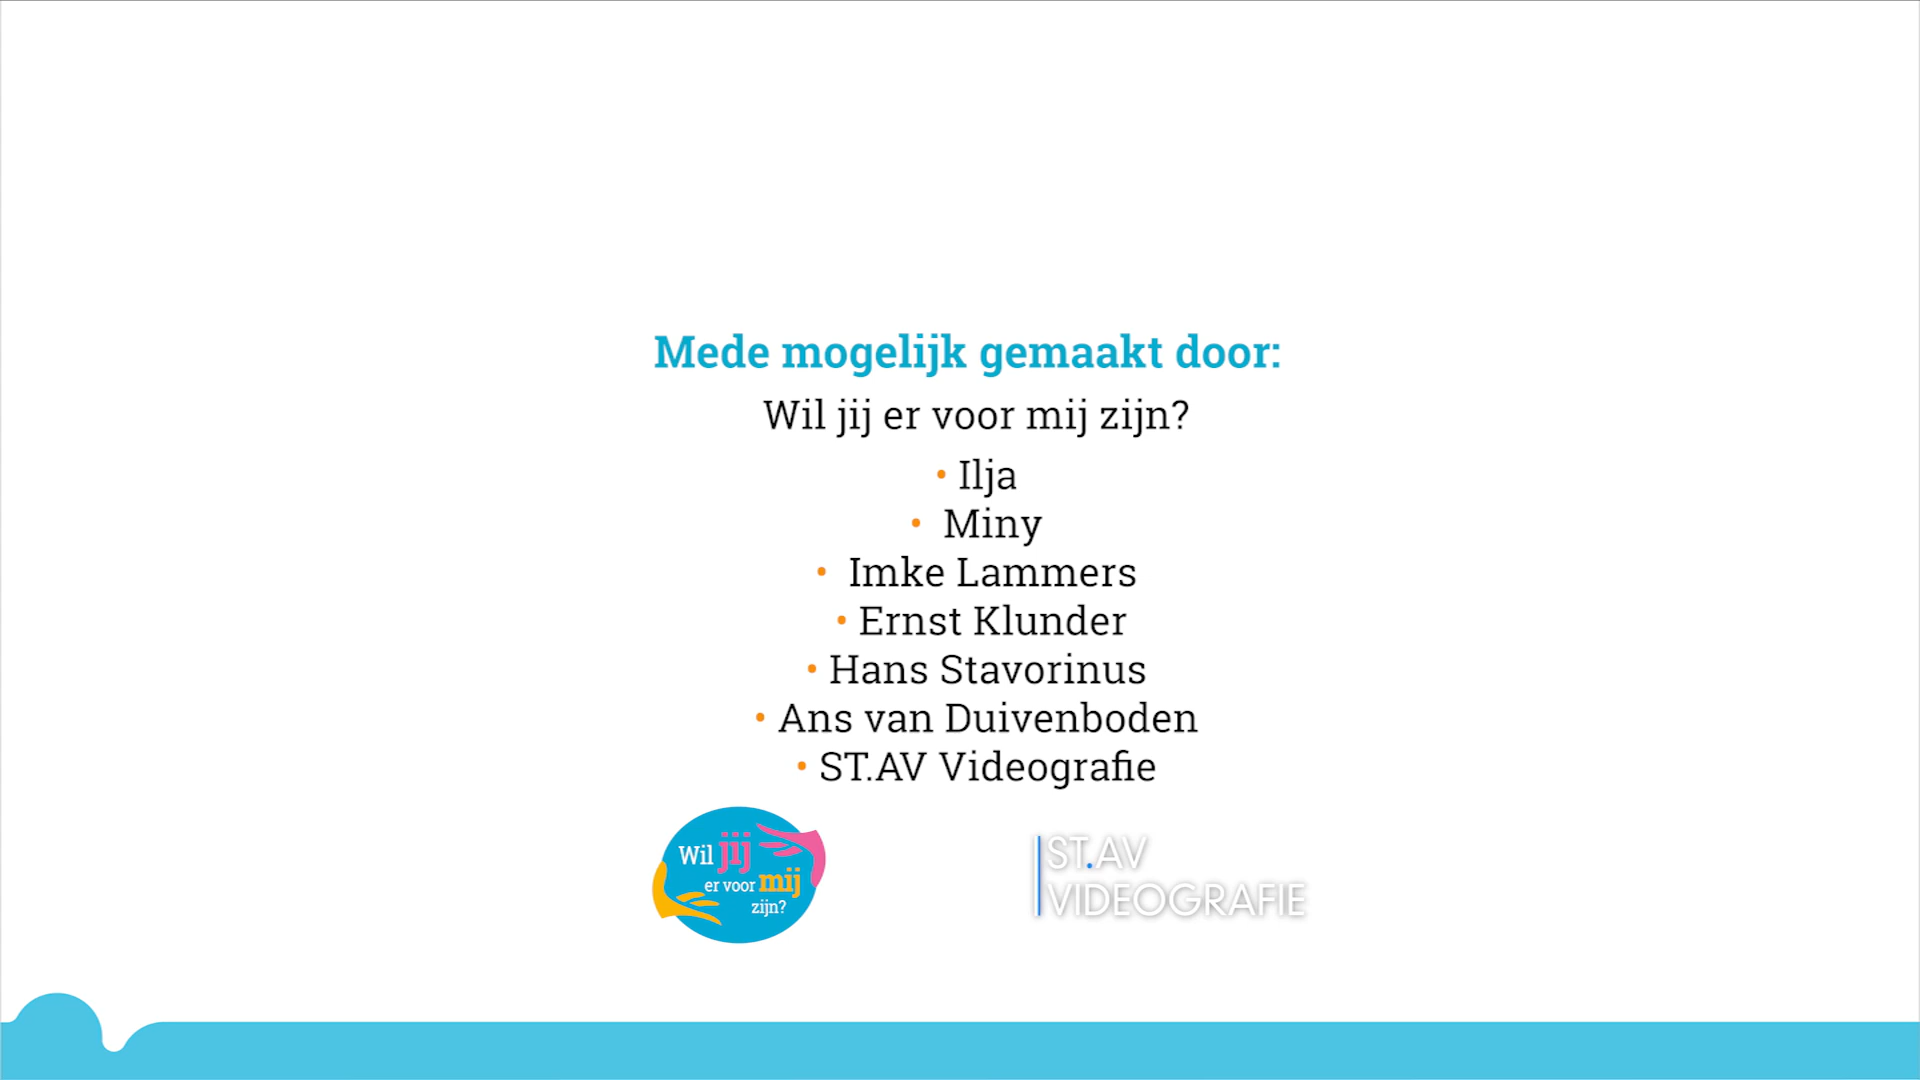 Mede mogelijk gemaakt door:
Wil jij er voor mij zijn?
• Ilja
• Miny
• Imke Lammers
• Ernst Klunder
• Hans Stavorinus
• Ans van Duivenboden
• ST.AV Videografie
Wil jij
er voor mij
zijn?
ST.AV
VIDEOGRAFIE